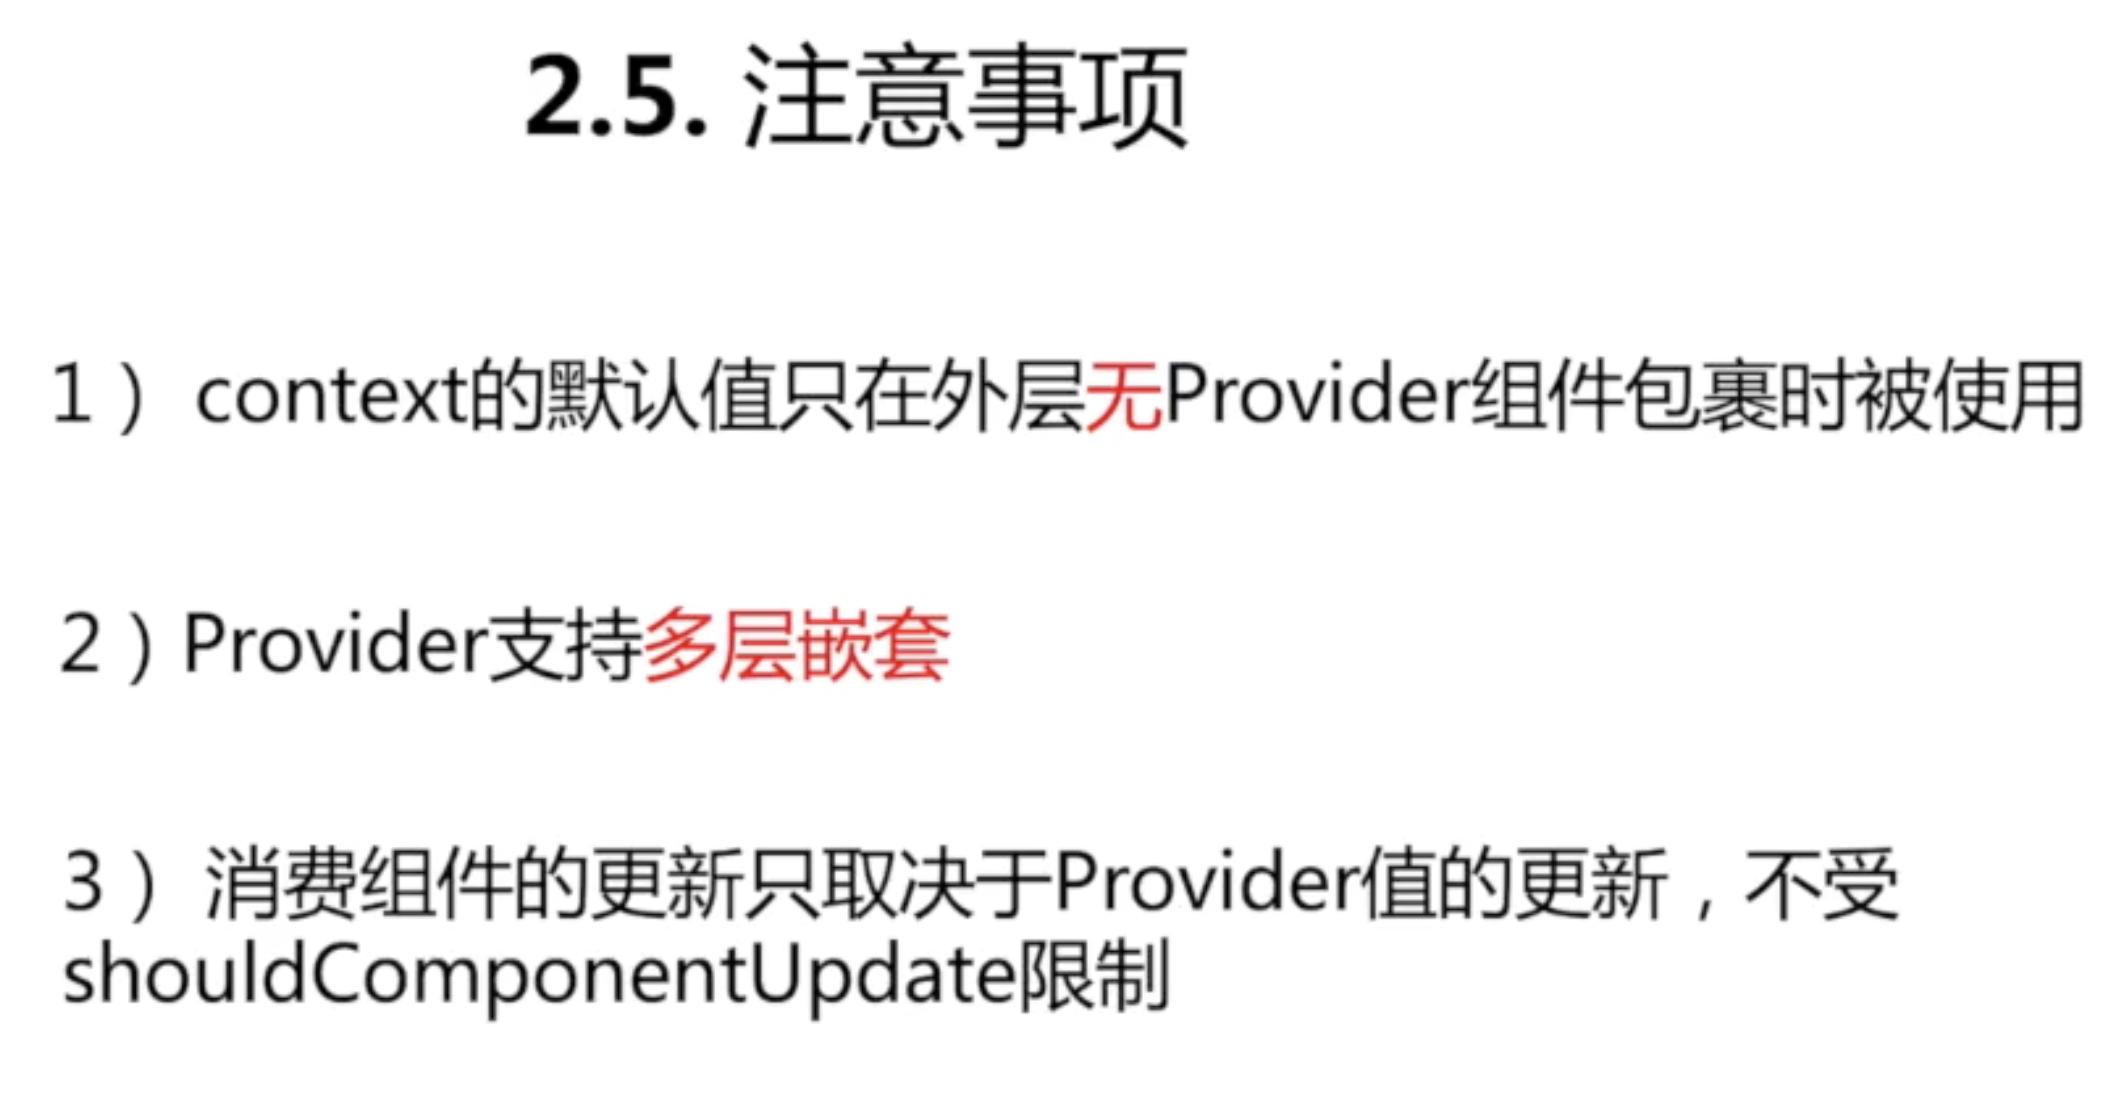 2.5. 注意事项
1） context的默认值只在外层无Provider组件包裹时被使用
2）Provider支持多层嵌套
3） 消费组件的更新只取决于Provider值的更新，不受
shouldComponentUpdate限制